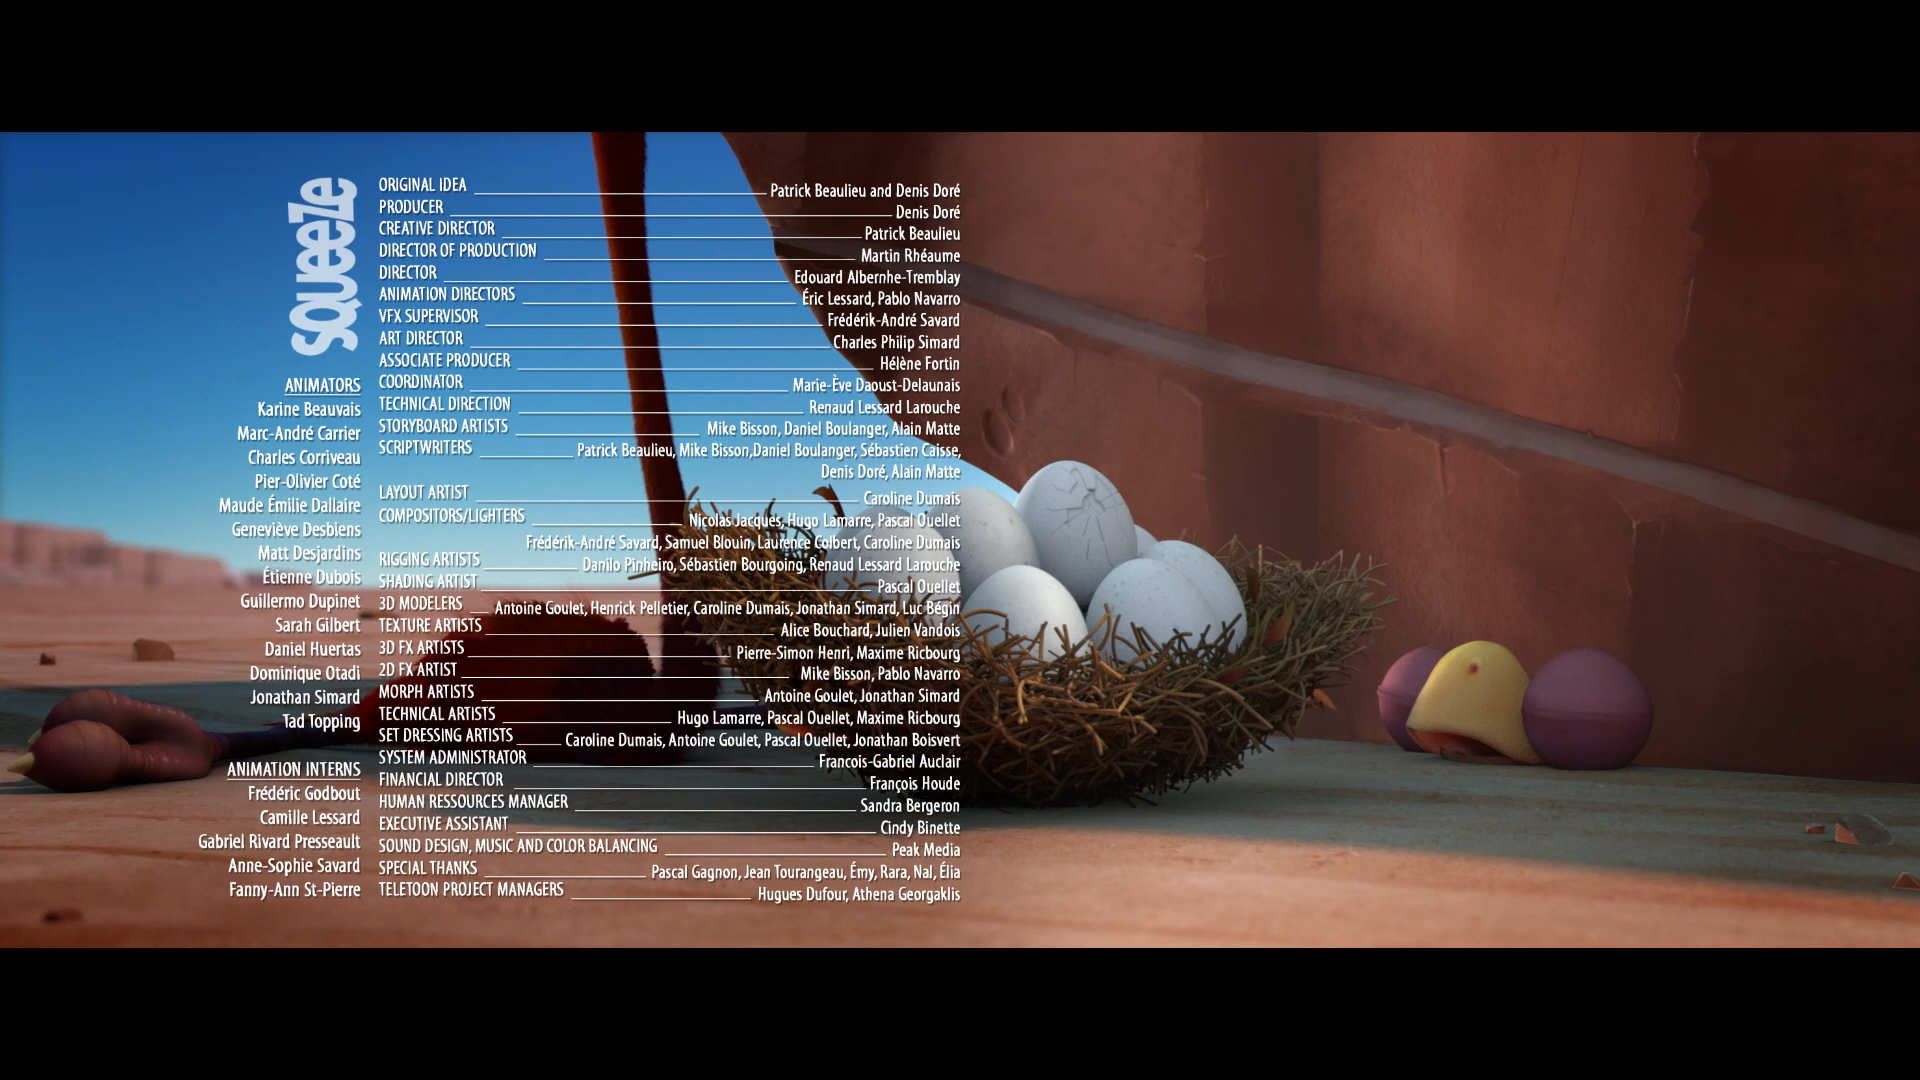 squeeze
ANIMATORS
Karine Beauvais
Marc-André Carrier
Charles Corriveau
Pier-Olivier Coté
Maude Émilie Dallaire
Geneviève Desbiens
Matt Desjardins
Étienne Dubois
Guillermo Dupinet
Sarah Gilbert
Daniel Huertas
Dominique Otadi
Jonathan Simard
Tad Topping
ANIMATION INTERNS
Frédéric Godbout
Camille Lessard
Gabriel Rivard Presseault
Anne-Sophie Savard
Fanny-Ann St-Pierre
ORIGINAL IDEA Patrick Beaulieu and Denis Doré
PRODUCER Denis Doré
CREATIVE DIRECTOR Patrick Beaulieu
DIRECTOR OF PRODUCTION Martin Rhéaume
DIRECTOR Edouard Albernhe-Tremblay
ANIMATION DIRECTORS Éric Lessard, Pablo Navarro
VFX SUPERVISOR Frédérik-André Savard
ART DIRECTOR Charles Philip Simard
ASSOCIATE PRODUCER Hélène Fortin
COORDINATOR Marie-Ève Daoust-Delaunais
TECHNICAL DIRECTION Renaud Lessard Larouche
STORYBOARD ARTISTS Mike Bisson, Daniel Boulanger, Alain Matte
SCRIPTWRITERS Patrick Beaulieu, Mike Bisson,Daniel Boulanger, Sébastien Caisse,
Denis Doré, Alain Matte
LAYOUT ARTIST Caroline Dumais
COMPOSITORS/LIGHTERS Nicolas Jacques, Hugo Lamarre, Pascal Ouellet
Frédérik-André Savard, Samuel Blouin, Laurence Colbert, Caroline Dumais
RIGGING ARTISTS Danilo Pinheiro, Sébastien Bourgoing, Renaud Lessard Larouche
SHADING ARTIST Pascal Ouellet
3D MODELERS Antoine Goulet, Henrick Pelletier, Caroline Dumais, Jonathan Simard, Luc Bégin
TEXTURE ARTISTS Alice Bouchard, Julien Vandois
3D FX ARTISTS Pierre-Simon Henri, Maxime Ricbourg
2D FX ARTIST Mike Bisson, Pablo Navarro
MORPH ARTISTS Antoine Goulet, Jonathan Simard
TECHNICAL ARTISTS Hugo Lamarre, Pascal Ouellet, Maxime Ricbourg
SET DRESSING ARTISTS Caroline Dumais, Antoine Goulet, Pascal Ouellet, Jonathan Boisvert
SYSTEM ADMINISTRATOR Francois-Gabriel Auclair
FINANCIAL DIRECTOR François Houde
HUMAN RESSOURCES MANAGER Sandra Bergeron
EXECUTIVE ASSISTANT Cindy Binette
SOUND DESIGN, MUSIC AND COLOR BALANCING Peak Media
SPECIAL THANKS Pascal Gagnon, Jean Tourangeau, Émy, Rara, Nal, Élia
TELETOON PROJECT MANAGERS Hugues Dufour, Athena Georgaklis